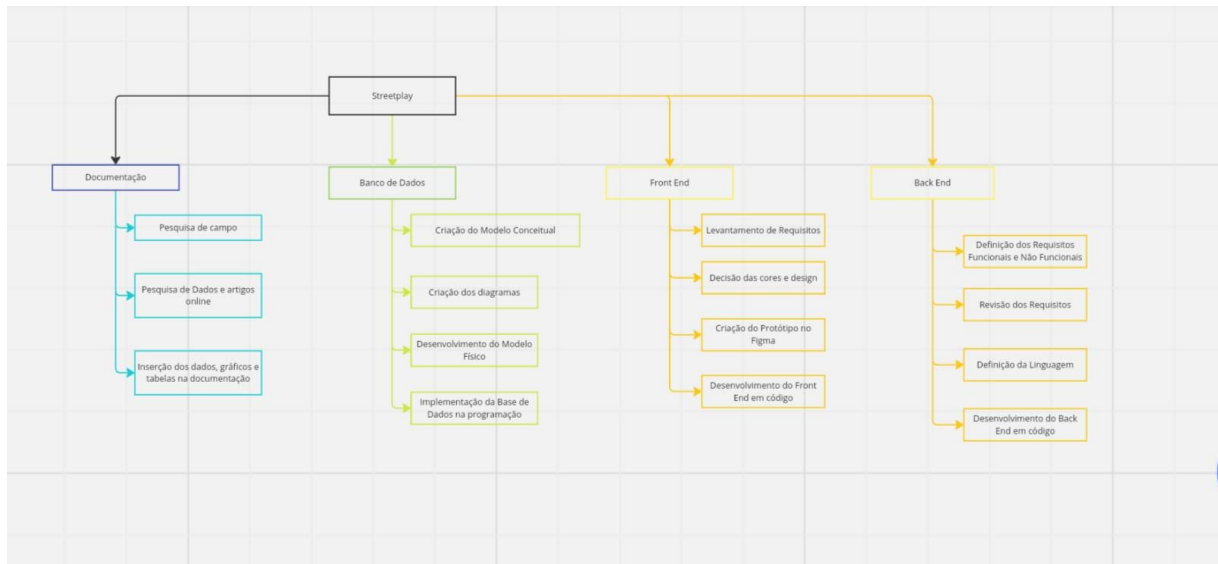 Streetplay
Documentação
Pesquisa de campo
Pesquisa de Dados e artigos
online
Inserção dos dados, gráficos e
tabelas na documentação
Banco de Dados
Criação do Modelo Conceitual
Criação dos diagramas
Desenvolvimento do Modelo
Físico
Implementação da Base de
Dados na programação
Front End
Levantamento de Requisitos
Decisão das cores e design
Criação do Protótipo no
Figma
Desenvolvimento do Front
End em código
Back End
Definição dos Requisitos
Funcionais e Não Funcionais
Revisão dos Requisitos
Definição da Linguagem
Desenvolvimento do Back
End em código